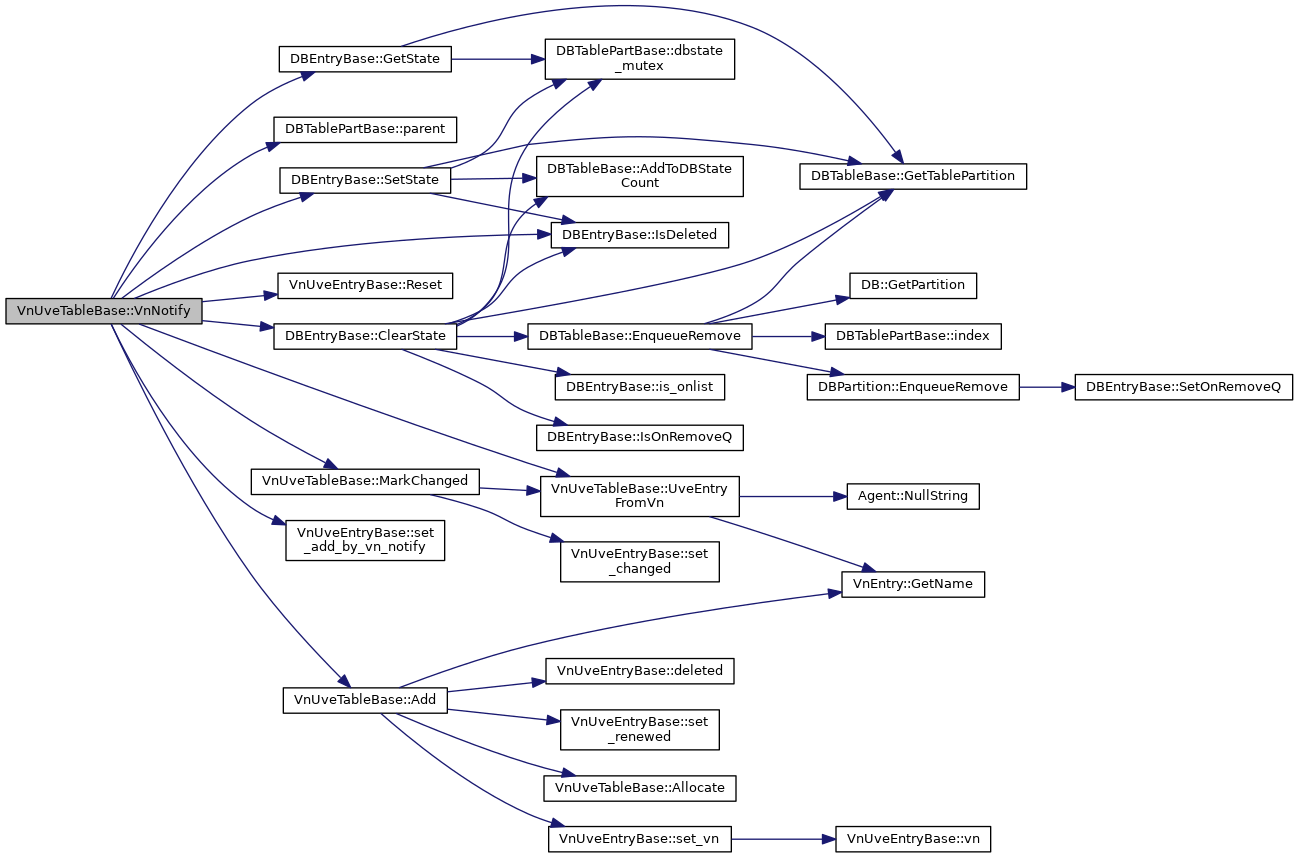 VnUveTableBase::VnNotify
DBEntryBase::GetState
DBTablePartBase::parent
DBEntryBase::SetState
VnUveEntryBase::Reset
DBEntryBase::ClearState
VnUveTableBase::MarkChanged
VnUveEntryBase::set
_add_by_vn_notify
VnUveTableBase::Add
DBTablePartBase::dbstate
_mutex
DBTableBase::AddToDBState
Count
DBEntryBase::IsDeleted
DBTableBase::EnqueueRemove
DBEntryBase::is_onlist
DBEntryBase::IsOnRemoveQ
VnUveTableBase::UveEntry
FromVn
VnUveEntryBase::set
_changed
VnUveEntryBase::deleted
VnUveEntryBase::set
_renewed
VnUveTableBase::Allocate
VnUveEntryBase::set_vn
DBTableBase::GetTablePartition
DB::GetPartition
DBTablePartBase::index
DBPartition::EnqueueRemove
Agent::NullString
VnEntry::GetName
VnUveEntryBase::vn
DBEntryBase::SetOnRemoveQ